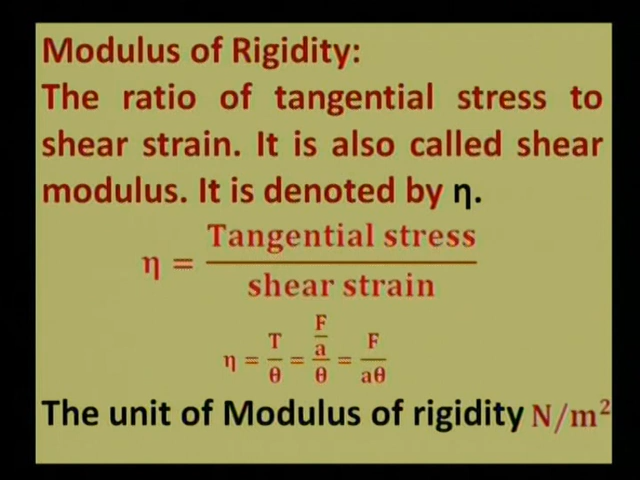 Modulus of Rigidity:
The ratio of tangential stress to
shear strain. It is also called shear
modulus. It is denoted by η.
η = Tangential stress / shear strain
η = T/θ = (F/a)/θ = F/aθ
The unit of Modulus of rigidity N/m²